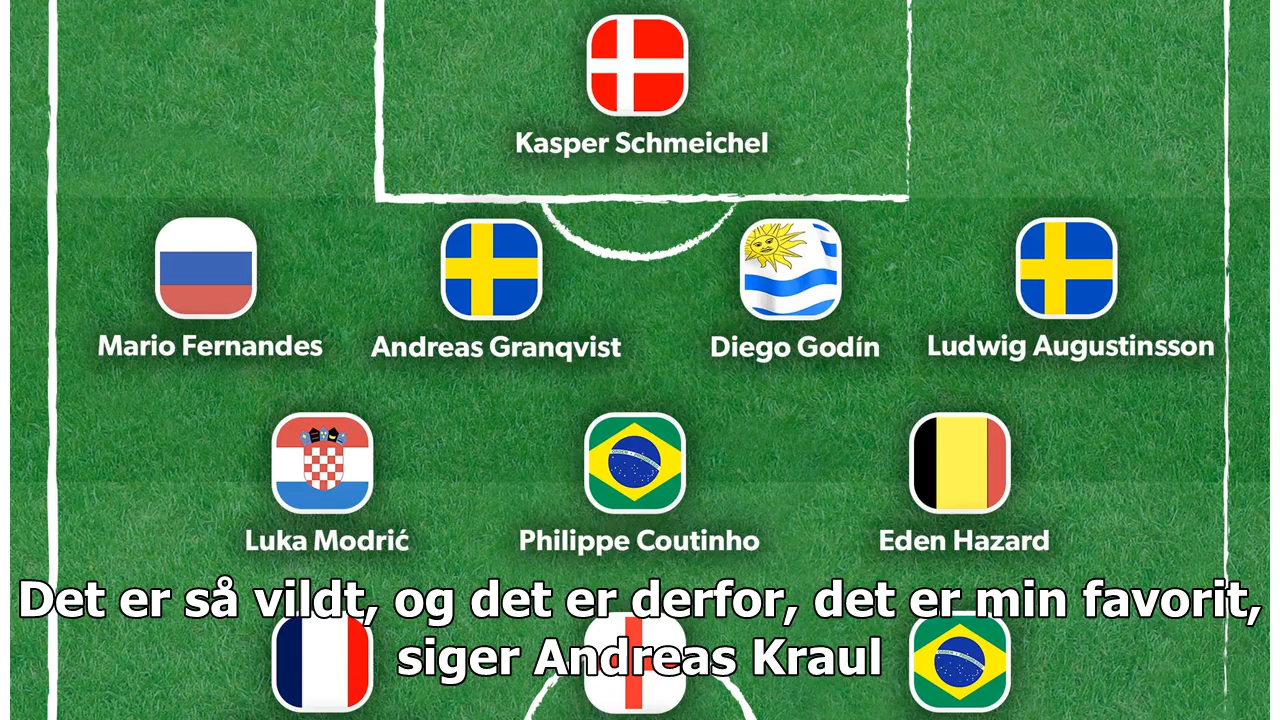 Kasper Schmeichel
Mario Fernandes
Andreas Granqvist
Diego Godín
Ludwig Augustinsson
Luka Modrić
Philippe Coutinho
Eden Hazard
Det er så vildt, og det er derfor, det er min favorit,
siger Andreas Kraul